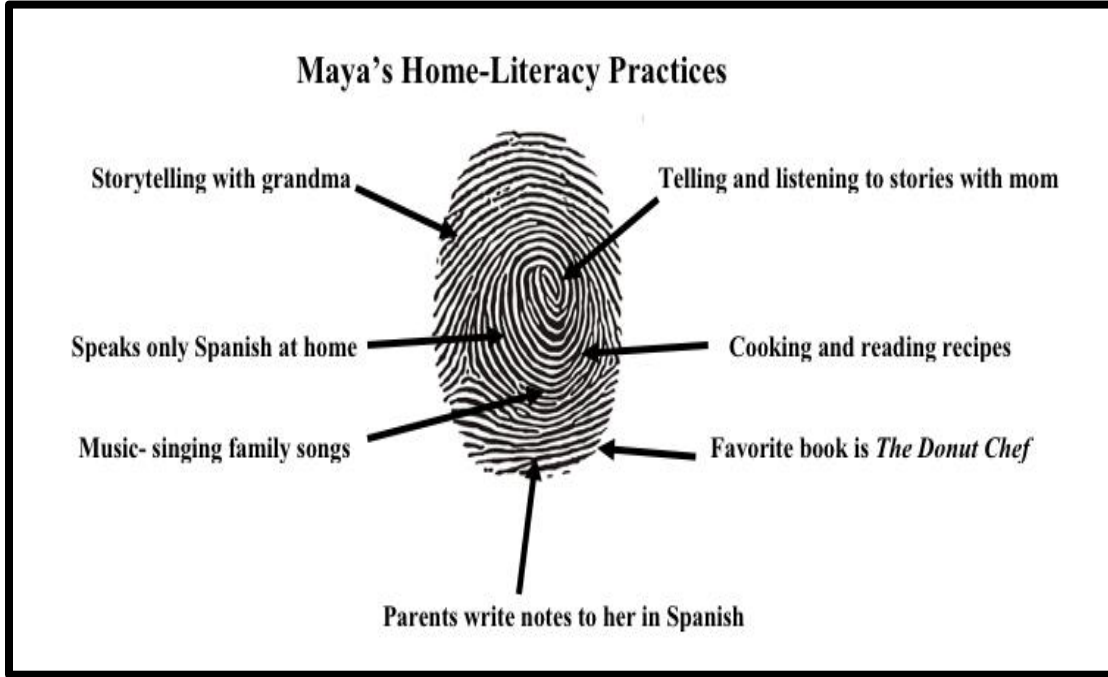 Maya’s Home-Literacy Practices
Storytelling with grandma
Telling and listening to stories with mom
Speaks only Spanish at home
Cooking and reading recipes
Music- singing family songs
Favorite book is The Donut Chef
Parents write notes to her in Spanish